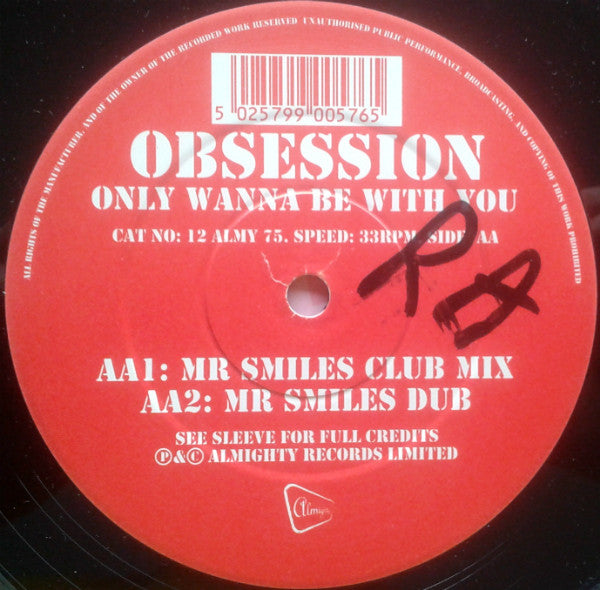 ALL RIGHTS OF THE MANUFACTURER, AND OF THE OWNER OF THE RECORDED WORK RESERVED UNAUTHORISED PUBLIC PERFORMANCE, BROADCASTING, AND COPYING OF THIS WORK PROHIBITED
5 025799 005765
OBSESSION
ONLY WANNA BE WITH YOU
CAT NO: 12 ALMY 75. SPEED: 33RPM. SIDE: AA
AA1: MR SMILES CLUB MIX
AA2: MR SMILES DUB
SEE SLEEVE FOR FULL CREDITS
Ⓟ&© ALMIGHTY RECORDS LIMITED